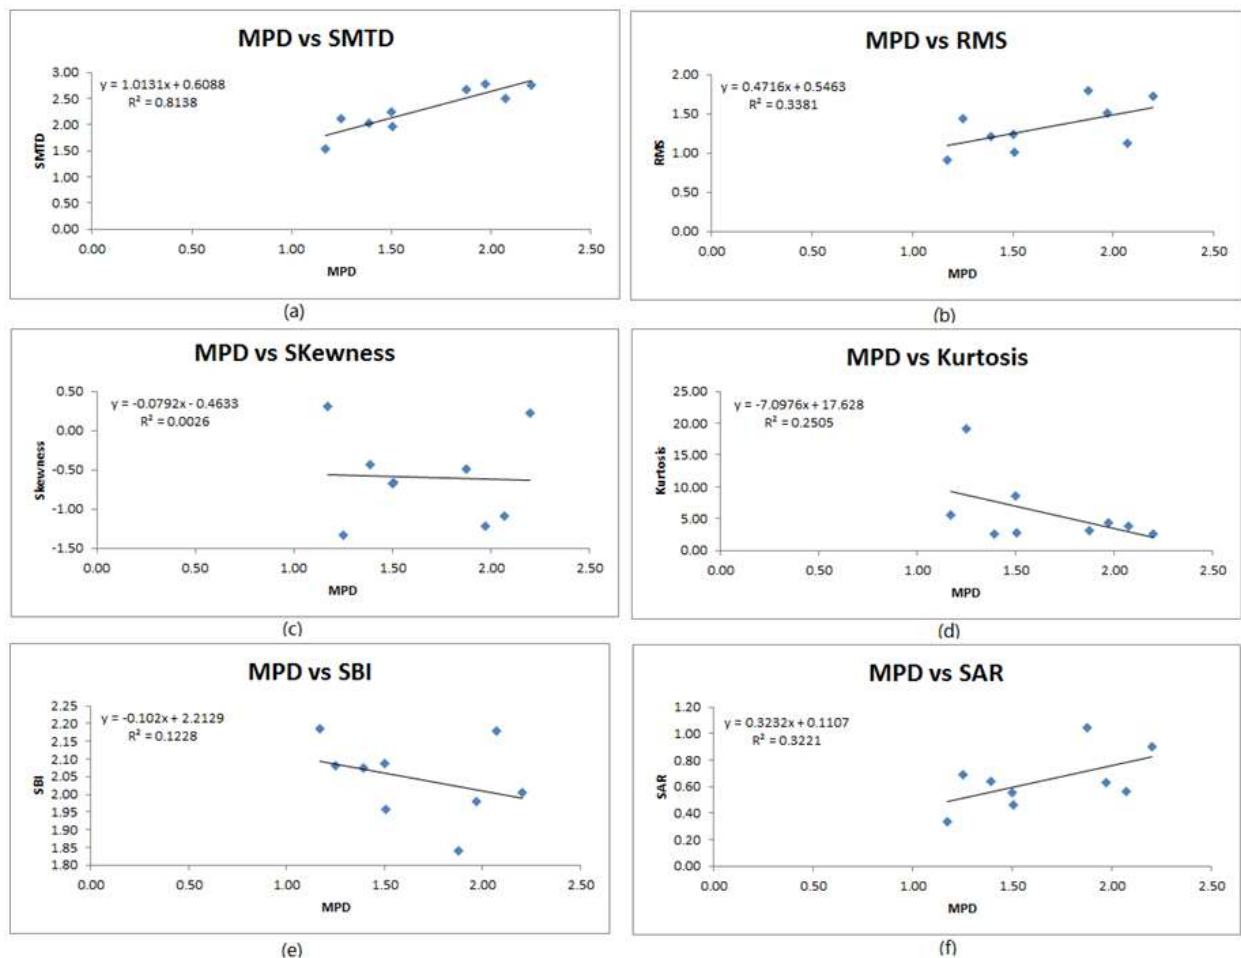 MPD vs SMTD
y = 1.0131x + 0.6088
R² = 0.8138
SMTD
3.00
2.50
2.00
1.50
1.00
0.50
0.00
0.00 0.50 1.00 1.50 2.00 2.50
MPD
(a)
MPD vs RMS
y = 0.4716x + 0.5463
R² = 0.3381
RMS
2.00
1.50
1.00
0.50
0.00
0.00 0.50 1.00 1.50 2.00 2.50
MPD
(b)
MPD vs SKewness
y = -0.0792x - 0.4633
R² = 0.0026
Skewness
0.50
0.00
-0.50
-1.00
-1.50
0.00 0.50 1.00 1.50 2.00 2.50
MPD
(c)
MPD vs Kurtosis
y = -7.0976x + 17.628
R² = 0.2505
Kurtosis
25.00
20.00
15.00
10.00
5.00
0.00
0.00 0.50 1.00 1.50 2.00 2.50
MPD
(d)
MPD vs SBI
y = -0.102x + 2.2129
R² = 0.1228
SBI
2.25
2.20
2.15
2.10
2.05
2.00
1.95
1.90
1.85
1.80
0.00 0.50 1.00 1.50 2.00 2.50
MPD
(e)
MPD vs SAR
y = 0.3232x + 0.1107
R² = 0.3221
SAR
1.20
1.00
0.80
0.60
0.40
0.20
0.00
0.00 0.50 1.00 1.50 2.00 2.50
MPD
(f)